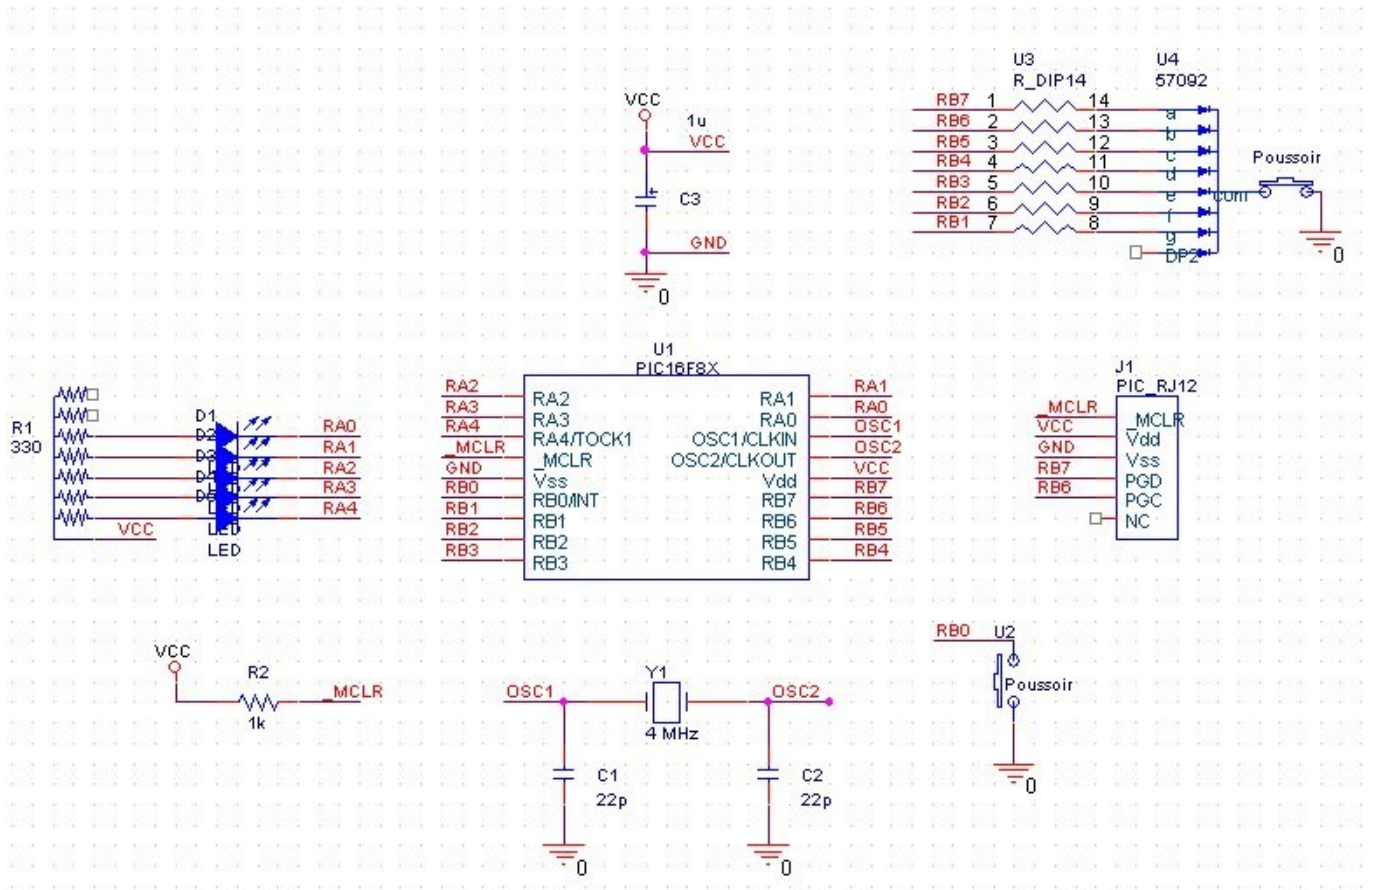 U3
R_DIP14
U4
57092
VCC
1u
VCC
C3
GND
0
RB7 1 14 a
RB6 2 13 b
RB5 3 12 c
RB4 4 11 d
RB3 5 10 e
RB2 6 9 f
RB1 7 8 g
DP2
com
Poussoir
0
R1
330
D1
D2
D3
D4
D5
LED
LED
RA0
RA1
RA2
RA3
RA4
VCC
U1
PIC16F8X
RA2 RA2 RA1 RA1
RA3 RA3 RA0 RA0
RA4 RA4/TOCK1 OSC1/CLKIN OSC1
_MCLR _MCLR OSC2/CLKOUT OSC2
GND Vss Vdd VCC
RB0 RB0/INT RB7 RB7
RB1 RB1 RB6 RB6
RB2 RB2 RB5 RB5
RB3 RB3 RB4 RB4
J1
PIC_RJ12
_MCLR _MCLR
VCC Vdd
GND Vss
RB7 PGD
RB6 PGC
NC
VCC
R2
1k
_MCLR
OSC1
Y1
4 MHz
OSC2
C1
22p
0
C2
22p
0
RB0
U2
Poussoir
0